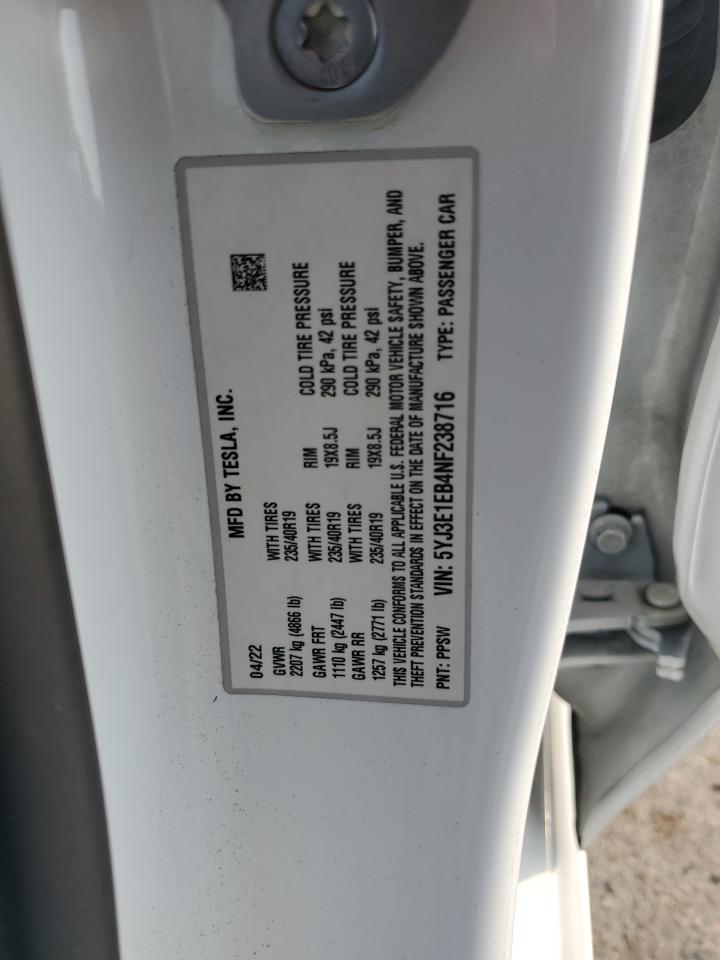 MFD BY TESLA, INC.
04/22
GVWR WITH TIRES RIM COLD TIRE PRESSURE
2207 kg (4866 lb) 235/40R19 19X8.5J 290 kPa, 42 psi
GAWR FRT WITH TIRES RIM COLD TIRE PRESSURE
1110 kg (2447 lb) 235/40R19 19X8.5J 290 kPa, 42 psi
GAWR RR
1257 kg (2771 lb)
THIS VEHICLE CONFORMS TO ALL APPLICABLE U.S. FEDERAL MOTOR VEHICLE SAFETY, BUMPER, AND
THEFT PREVENTION STANDARDS IN EFFECT ON THE DATE OF MANUFACTURE SHOWN ABOVE.
PNT: PPSW VIN: 5YJ3E1EB4NF238716 TYPE: PASSENGER CAR